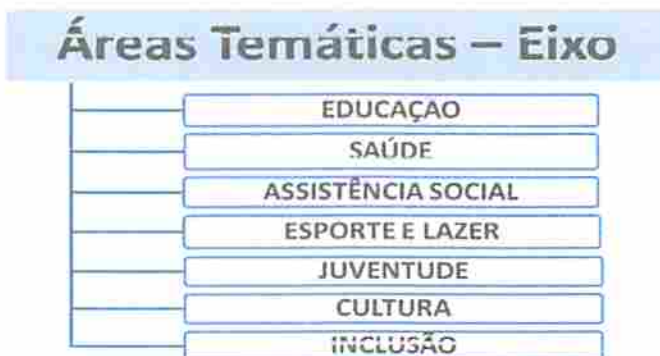 Áreas Temáticas – Eixo
EDUCAÇAO
SAÚDE
ASSISTÊNCIA SOCIAL
ESPORTE E LAZER
JUVENTUDE
CULTURA
INCLUSÃO